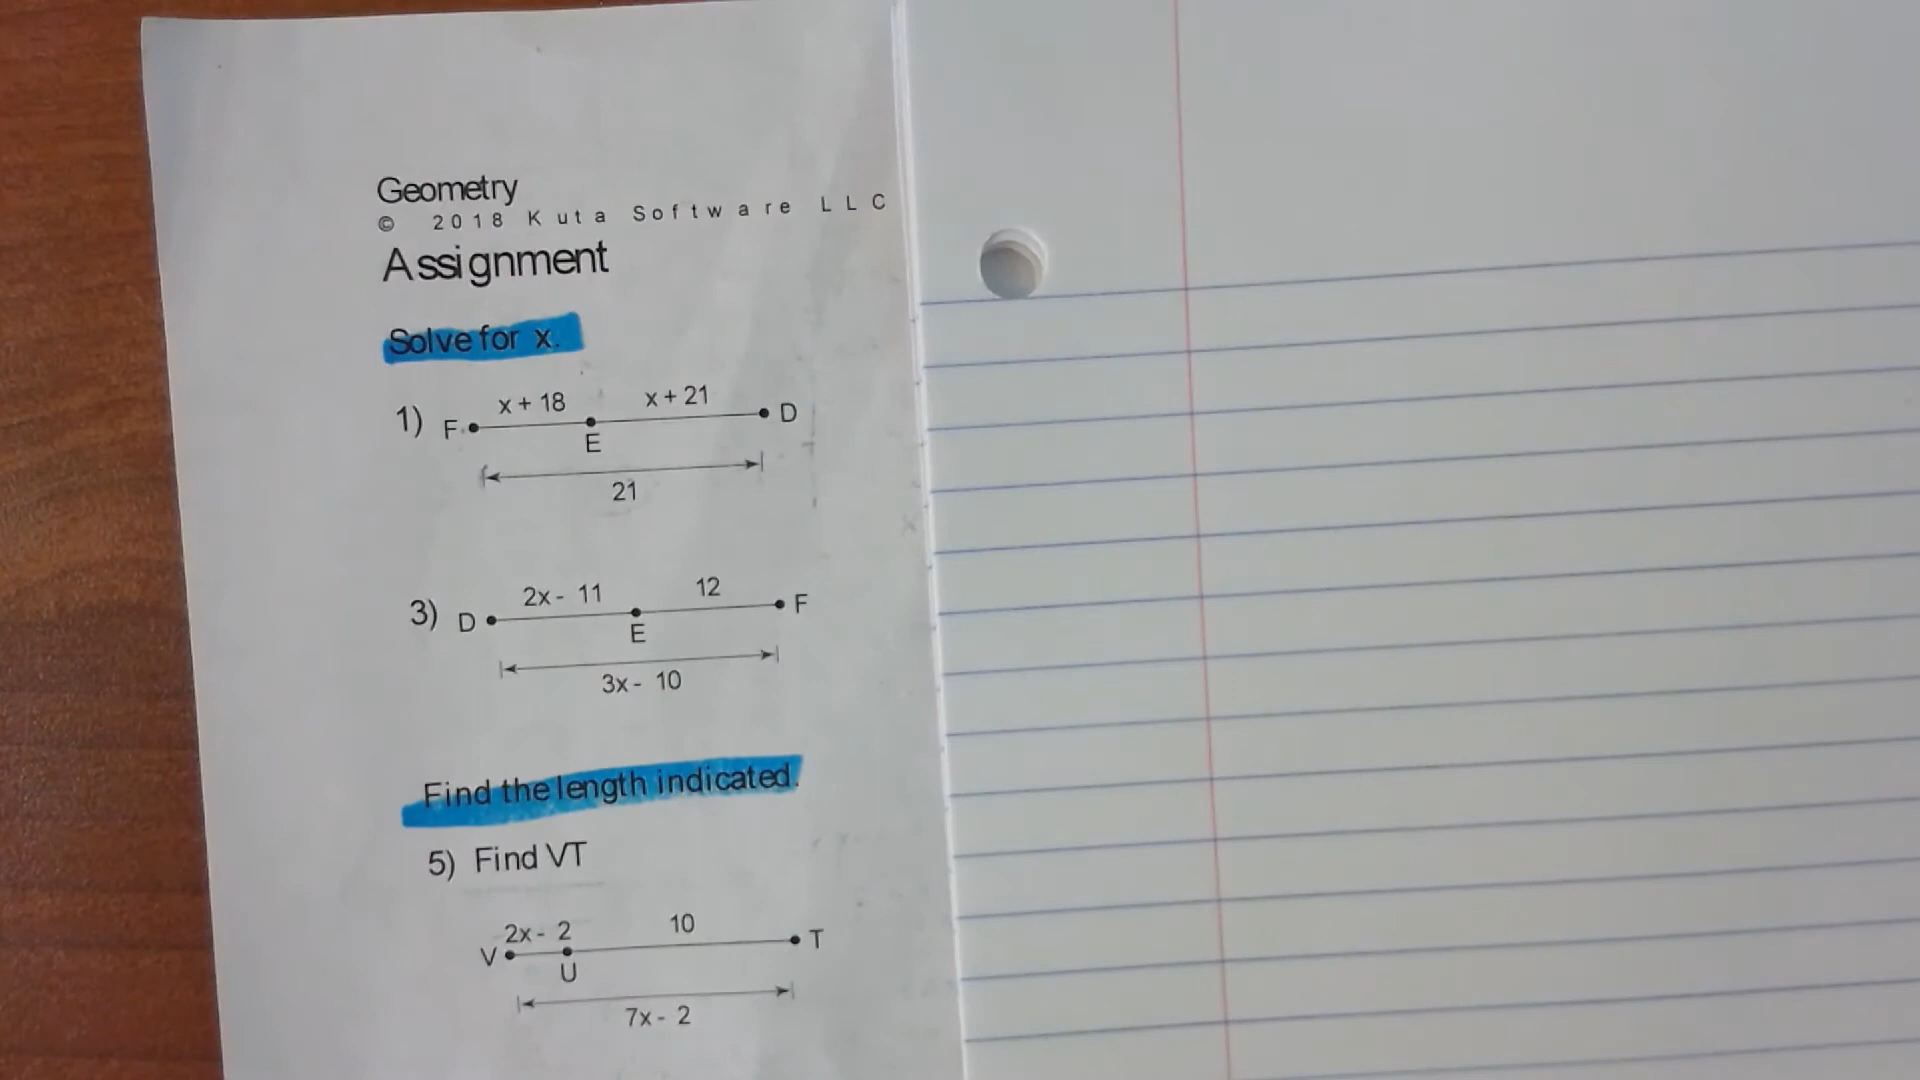 Geometry
© 2018 Kuta Software LLC
Assignment
Solve for x.
1) F x + 18 x + 21 D
E
21
3) D 2x - 11 12 F
E
3x - 10
Find the length indicated.
5) Find VT
2x - 2 10
V T
U
7x - 2